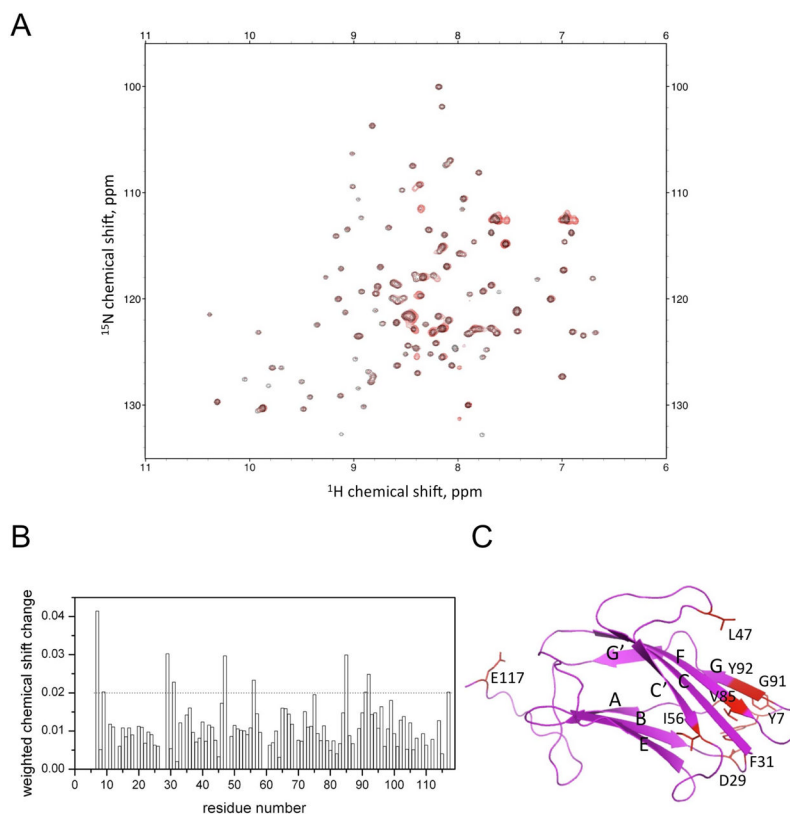 A
11 10 9 8 7 6
100 100
110 110
120 120
130 130
15N chemical shift, ppm
11 10 9 8 7 6
1H chemical shift, ppm
B
0.04
0.03
0.02
0.01
0.00
weighted chemical shift change
10 20 30 40 50 60 70 80 90 100 110
residue number
C
L47
G' F
G Y92
G91
E117
C' C
V85
A
Y7
B I56
E
F31
D29